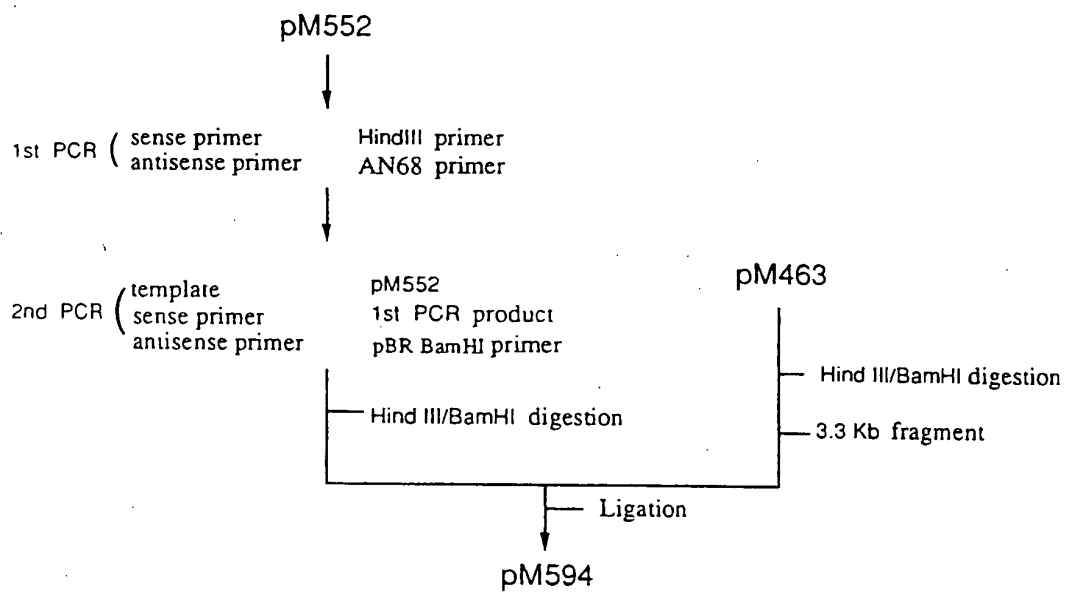 pM552
1st PCR ( sense primer HindIII primer
antisense primer AN68 primer
2nd PCR ( template pM552
sense primer 1st PCR product
antisense primer pBR BamHI primer
pM463
Hind III/BamHI digestion
3.3 Kb fragment
Hind III/BamHI digestion
Ligation
pM594